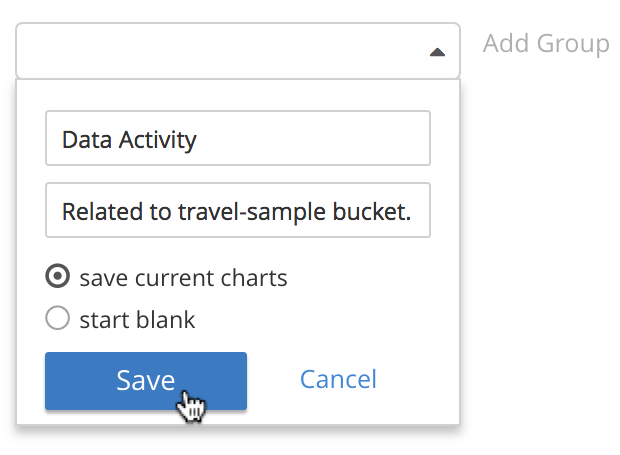 Add Group
Data Activity
Related to travel-sample bucket.
save current charts
start blank
Save Cancel